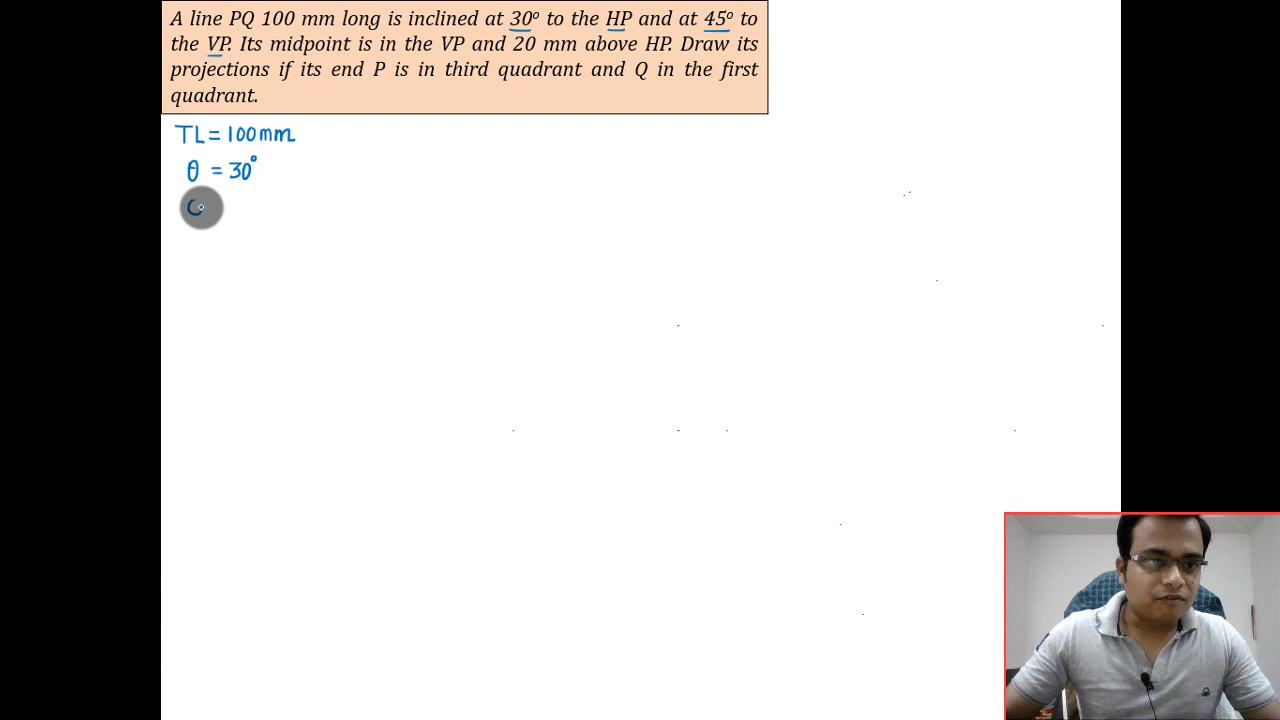 A line PQ 100 mm long is inclined at 30° to the HP and at 45° to
the VP. Its midpoint is in the VP and 20 mm above HP. Draw its
projections if its end P is in third quadrant and Q in the first
quadrant.
TL = 100mm
θ = 30°